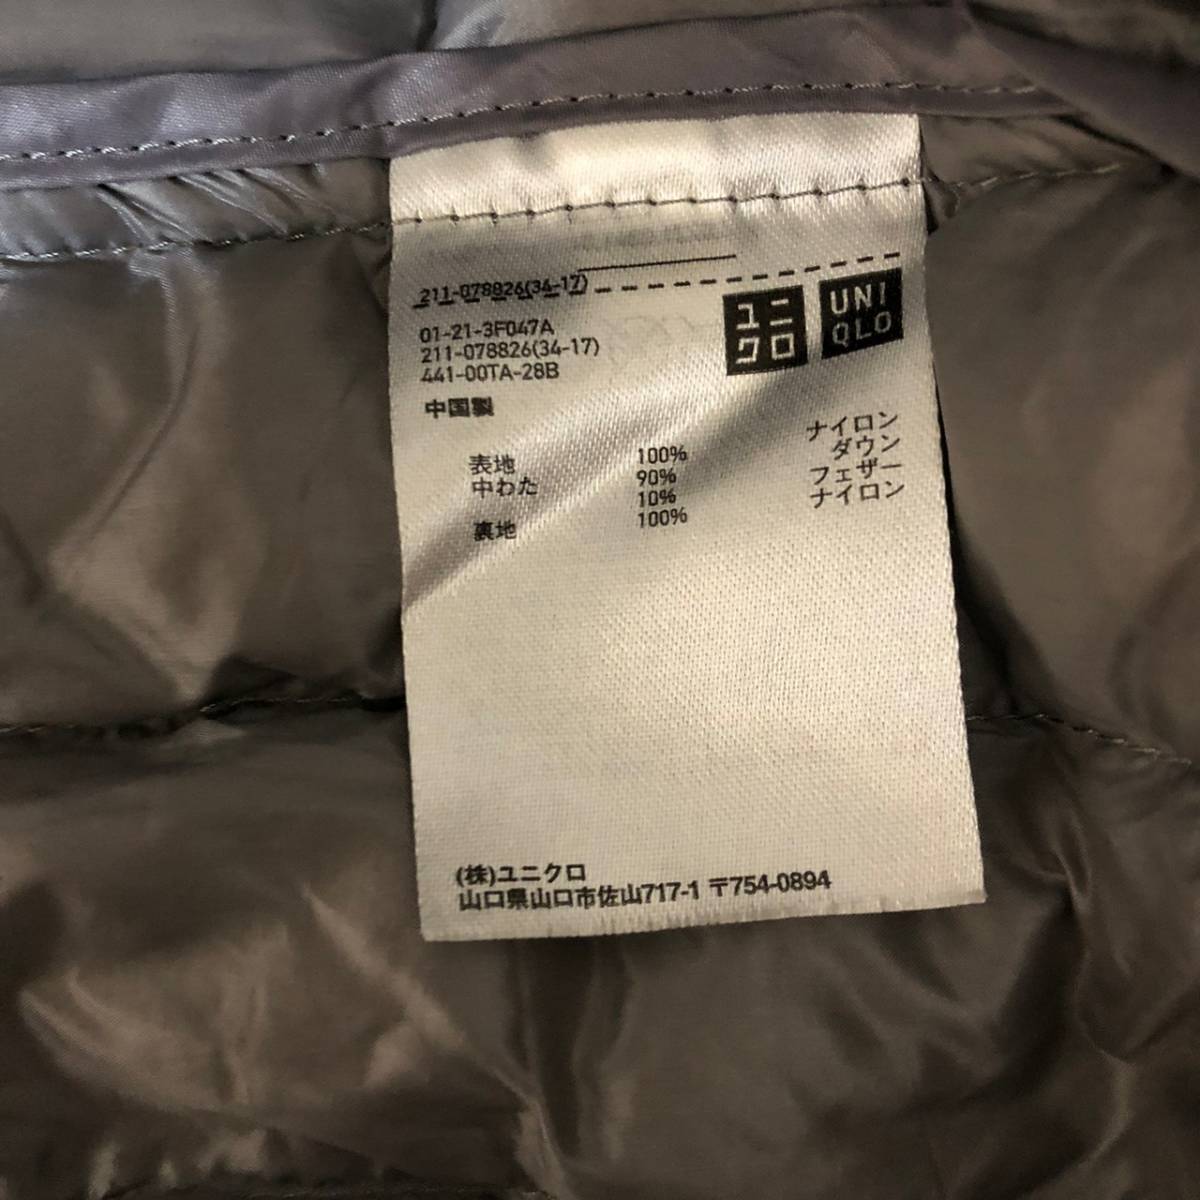 211-078826(34-17)
01-21-3F047A
211-078826(34-17)
441-00TA-28B
中国製
ユニ
クロ
UNI
QLO
表地 100% ナイロン
中わた 90% ダウン
10% フェザー
裏地 100% ナイロン
(株)ユニクロ
山口県山口市佐山717-1 〒754-0894